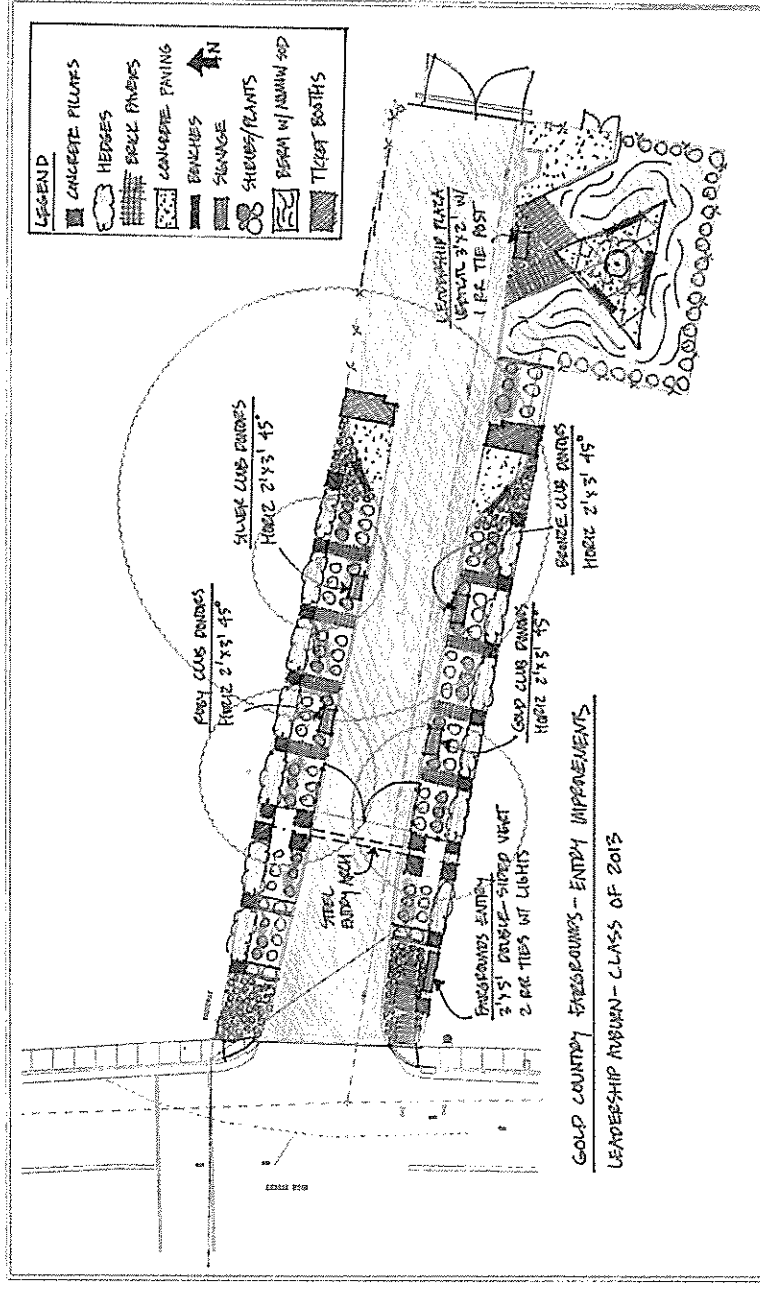 LEGEND
CONCRETE PILLARS
HEDGES
BRICK PAVERS
CONCRETE PAVING
BENCHES
N
SIGNAGE
SHRUBS/PLANTS
BERM W/ NOMOW SOD
TICKET BOOTHS
LEADERSHIP PLAZA
VERTICAL 3'X2' W/
1 RR TIE POST
SILVER CLUB DONORS
HORIZ 2'X3' 45°
RUBY CLUB DONORS
HORIZ 2'X3' 45°
BRONZE CLUB DONORS
HORIZ 2'X3' 45°
GOLD CLUB DONORS
HORIZ 2'X3' 45°
STEEL
ENTRY ARCH
FAIRGROUNDS ENTRY
3'X5' DOUBLE-SIDED VERT
2 RR TIES W/ LIGHTS
GOLD COUNTRY FAIRGROUNDS - ENTRY IMPROVEMENTS
LEADERSHIP AUBURN - CLASS OF 2013